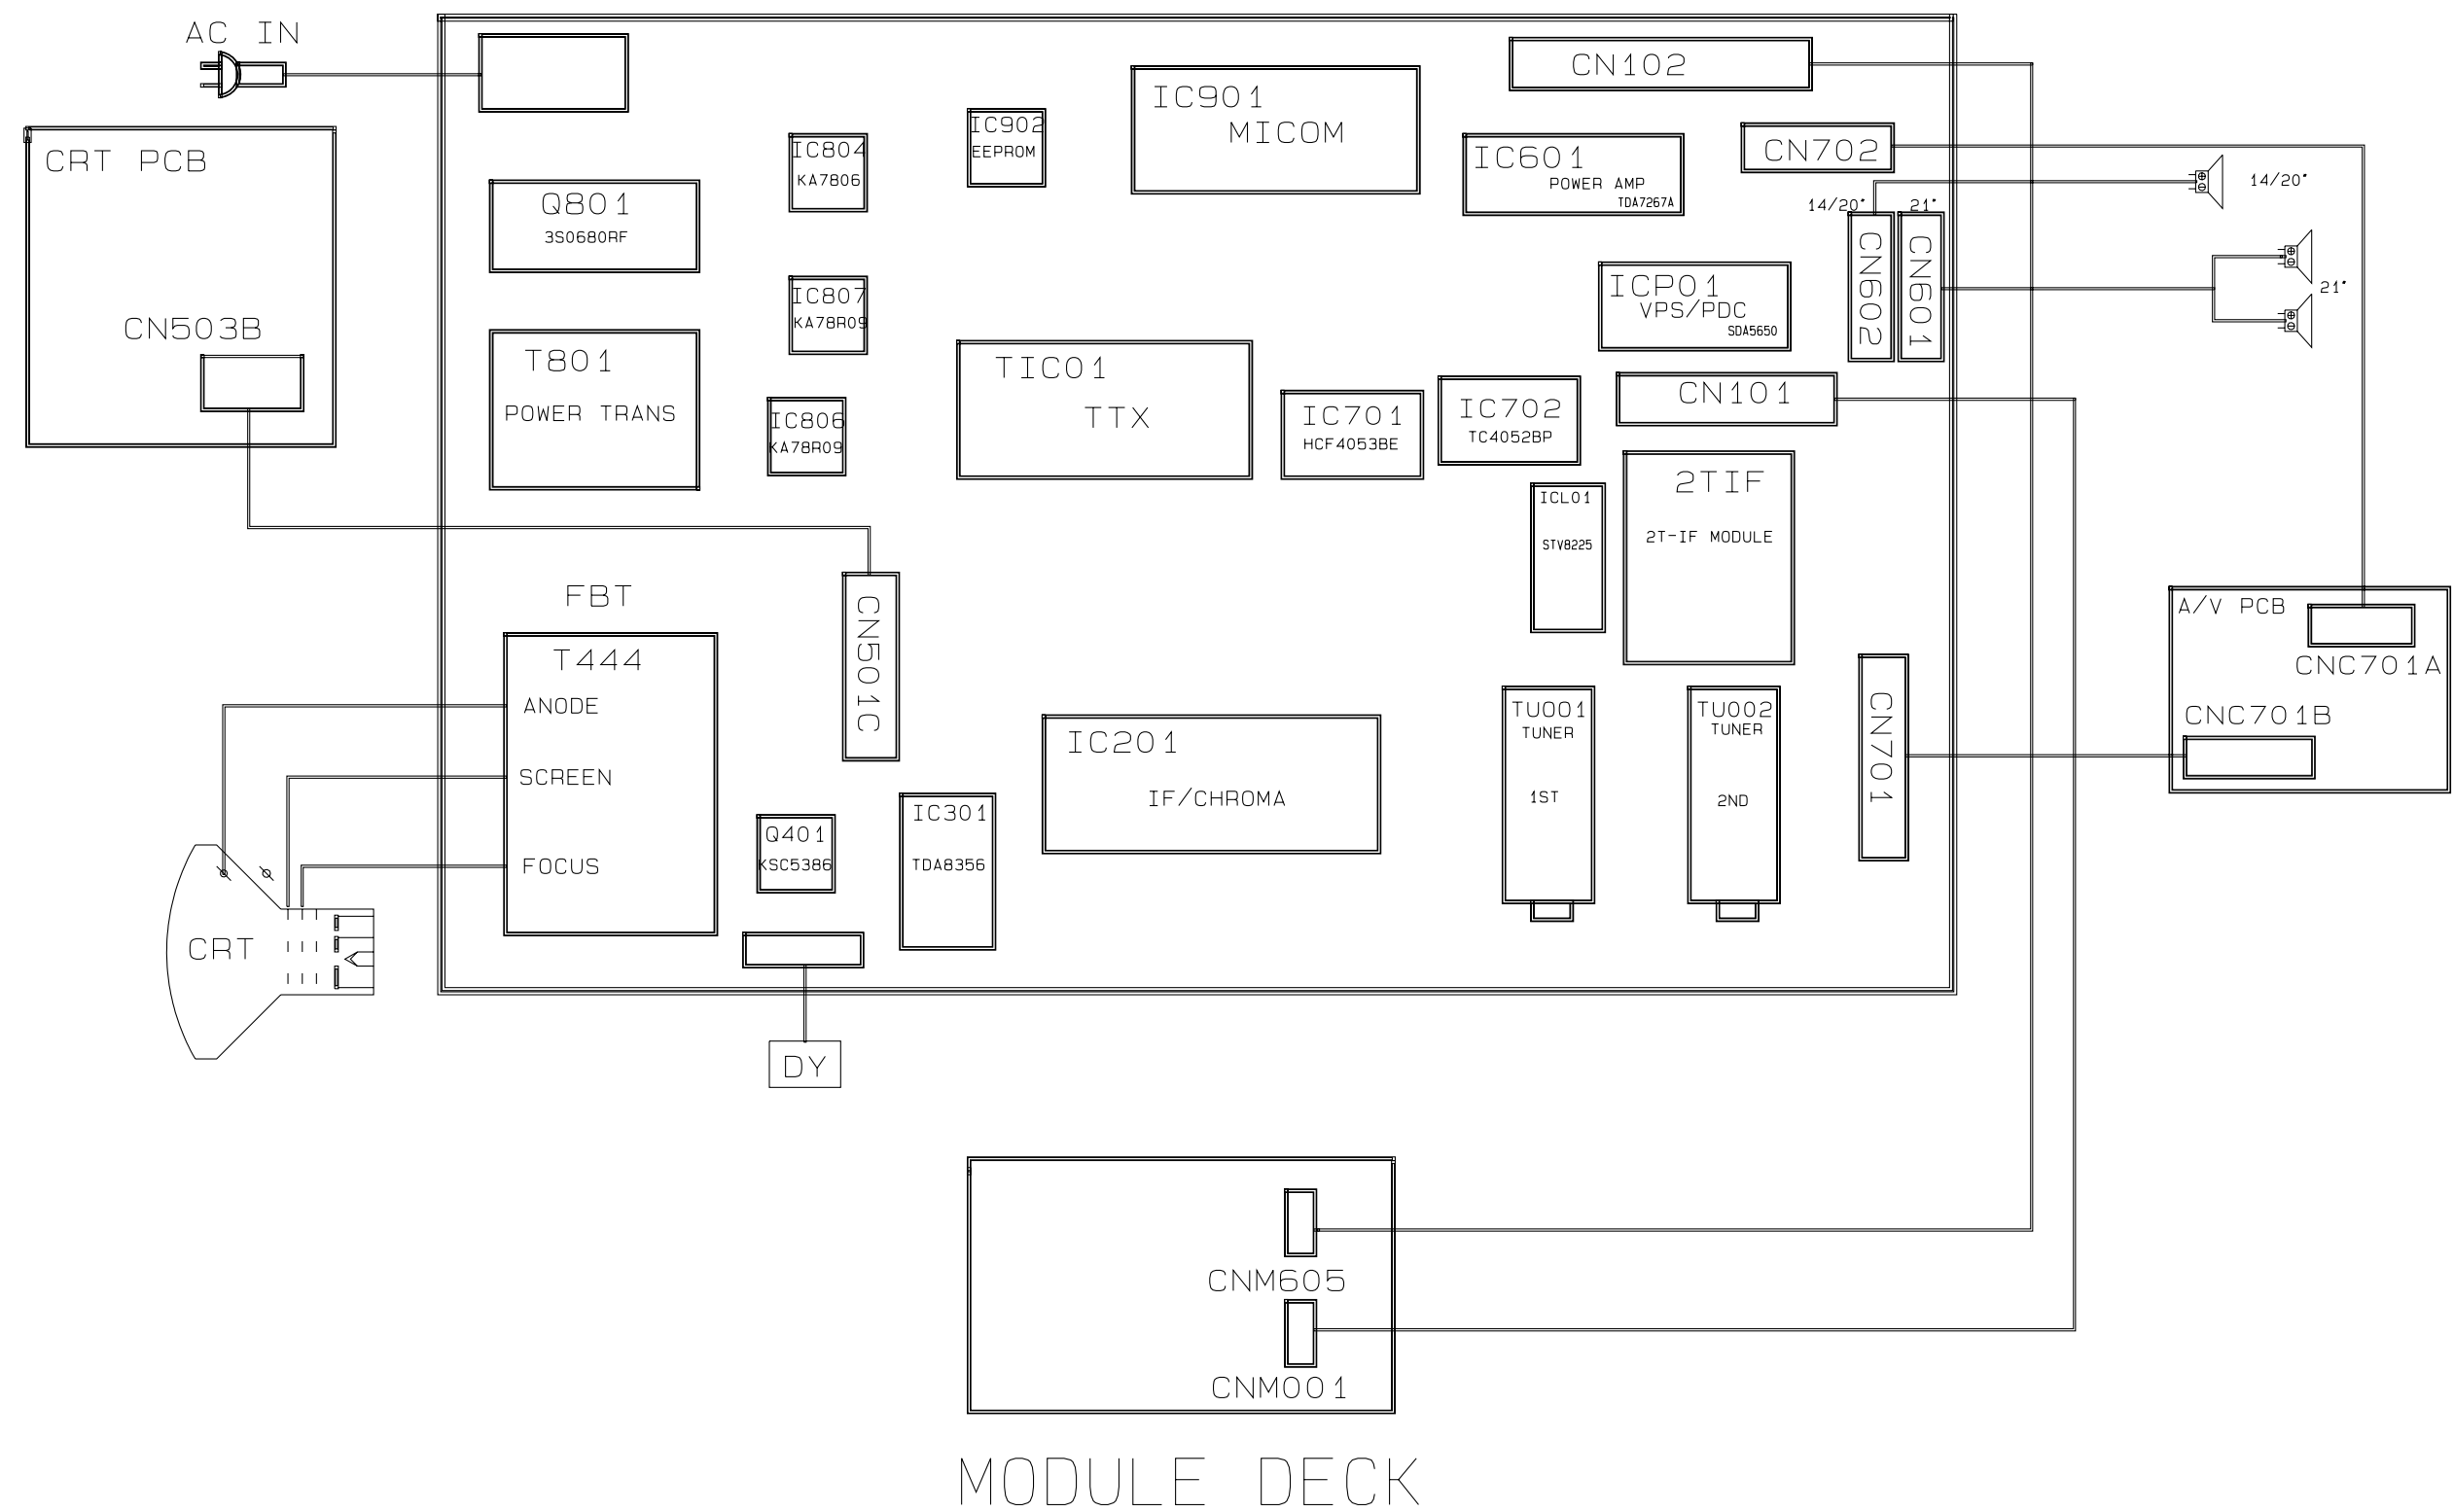 AC IN
CRT PCB
CN503B
Q801
3S0680RF
T801
POWER TRANS
IC804
KA7806
IC807
KA78R09
IC806
KA78R09
IC902
EEPROM
IC901
MICOM
CN102
IC601
POWER AMP
TDA7267A
CN702
14/20"
21"
CN602
CN601
14/20"
21"
ICP01
VPS/PDC
SDA5650
TIC01
TTX
IC701
HCF4053BE
IC702
TC4052BP
CN101
2TIF
2T-IF MODULE
ICL01
STV8225
FBT
T444
ANODE
SCREEN
FOCUS
CN501C
IC201
IF/CHROMA
Q401
KSC5386
IC301
TDA8356
TU001
TUNER
1ST
TU002
TUNER
2ND
CN701
A/V PCB
CNC701A
CNC701B
CRT
DY
CNM605
CNM001
MODULE DECK